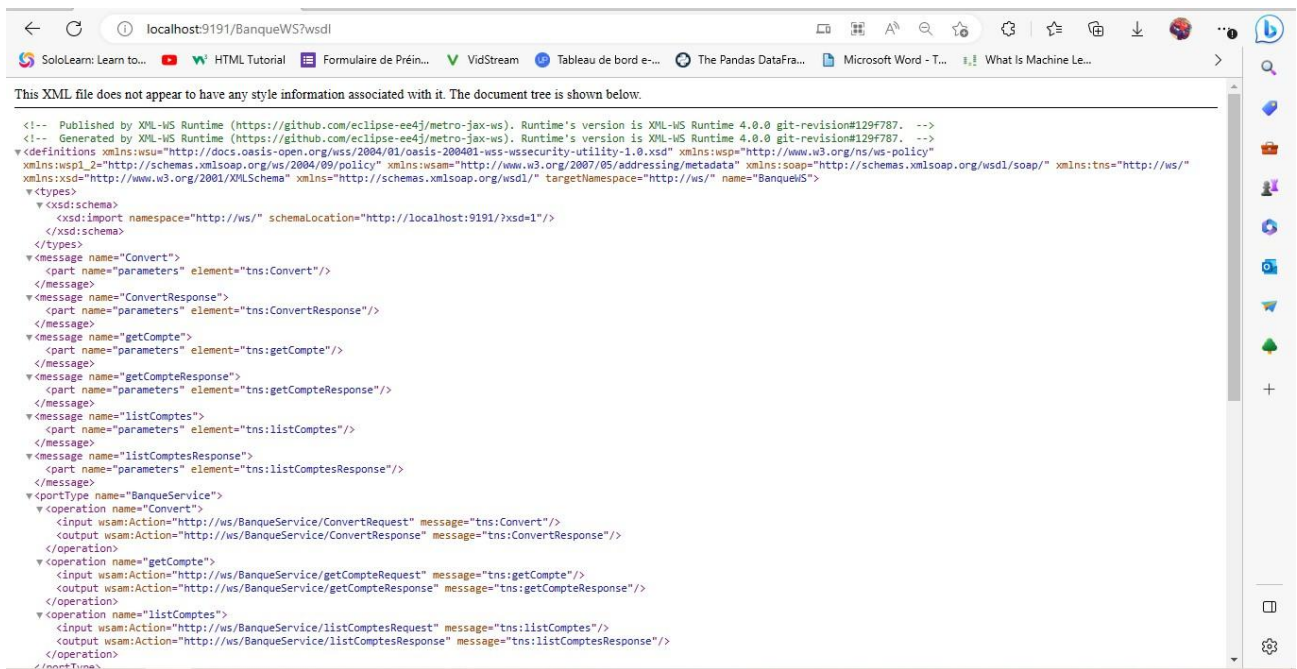 localhost:9191/BanqueWS?wsdl
SoloLearn: Learn to... HTML Tutorial Formulaire de Préin... VidStream Tableau de bord e-... The Pandas DataFra... Microsoft Word - T... What Is Machine Le...
This XML file does not appear to have any style information associated with it. The document tree is shown below.
<!-- Published by XML-WS Runtime (https://github.com/eclipse-ee4j/metro-jax-ws). Runtime's version is XML-WS Runtime 4.0.0 git-revision#129f787. -->
<!-- Generated by XML-WS Runtime (https://github.com/eclipse-ee4j/metro-jax-ws). Runtime's version is XML-WS Runtime 4.0.0 git-revision#129f787. -->
▼<definitions xmlns:wsu="http://docs.oasis-open.org/wss/2004/01/oasis-200401-wss-wssecurity-utility-1.0.xsd" xmlns:wsp="http://www.w3.org/ns/ws-policy"
xmlns:wsp1_2="http://schemas.xmlsoap.org/ws/2004/09/policy" xmlns:wsam="http://www.w3.org/2007/05/addressing/metadata" xmlns:soap="http://schemas.xmlsoap.org/wsdl/soap/" xmlns:tns="http://ws/"
xmlns:xsd="http://www.w3.org/2001/XMLSchema" xmlns="http://schemas.xmlsoap.org/wsdl/" targetNamespace="http://ws/" name="BanqueWS">
▼<types>
▼<xsd:schema>
<xsd:import namespace="http://ws/" schemaLocation="http://localhost:9191/?xsd=1"/>
</xsd:schema>
</types>
▼<message name="Convert">
<part name="parameters" element="tns:Convert"/>
</message>
▼<message name="ConvertResponse">
<part name="parameters" element="tns:ConvertResponse"/>
</message>
▼<message name="getCompte">
<part name="parameters" element="tns:getCompte"/>
</message>
▼<message name="getCompteResponse">
<part name="parameters" element="tns:getCompteResponse"/>
</message>
▼<message name="listComptes">
<part name="parameters" element="tns:listComptes"/>
</message>
▼<message name="listComptesResponse">
<part name="parameters" element="tns:listComptesResponse"/>
</message>
▼<portType name="BanqueService">
▼<operation name="Convert">
<input wsam:Action="http://ws/BanqueService/ConvertRequest" message="tns:Convert"/>
<output wsam:Action="http://ws/BanqueService/ConvertResponse" message="tns:ConvertResponse"/>
</operation>
▼<operation name="getCompte">
<input wsam:Action="http://ws/BanqueService/getCompteRequest" message="tns:getCompte"/>
<output wsam:Action="http://ws/BanqueService/getCompteResponse" message="tns:getCompteResponse"/>
</operation>
▼<operation name="listComptes">
<input wsam:Action="http://ws/BanqueService/listComptesRequest" message="tns:listComptes"/>
<output wsam:Action="http://ws/BanqueService/listComptesResponse" message="tns:listComptesResponse"/>
</operation>
</portType>